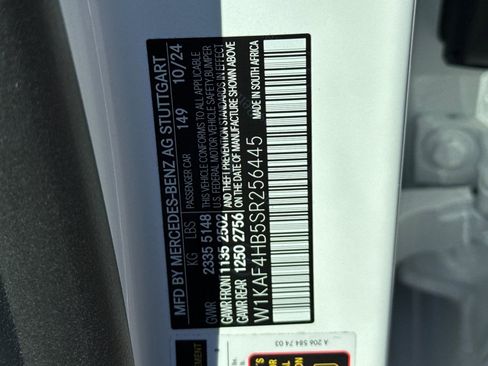 MFD BY MERCEDES-BENZ AG STUTTGART
PASSENGER CAR 149 10/24
KG LBS THIS VEHICLE CONFORMS TO ALL APPLICABLE
GVWR 2335 5148 U.S. FEDERAL MOTOR VEHICLE SAFETY, BUMPER
GAWR FRONT 1135 2502 AND THEFT PREVENTION STANDARDS IN EFFECT
GAWR REAR 1250 2756 ON THE DATE OF MANUFACTURE SHOWN ABOVE
W1KAF4HB5SR256445 MADE IN SOUTH AFRICA
A 206 584 74 03